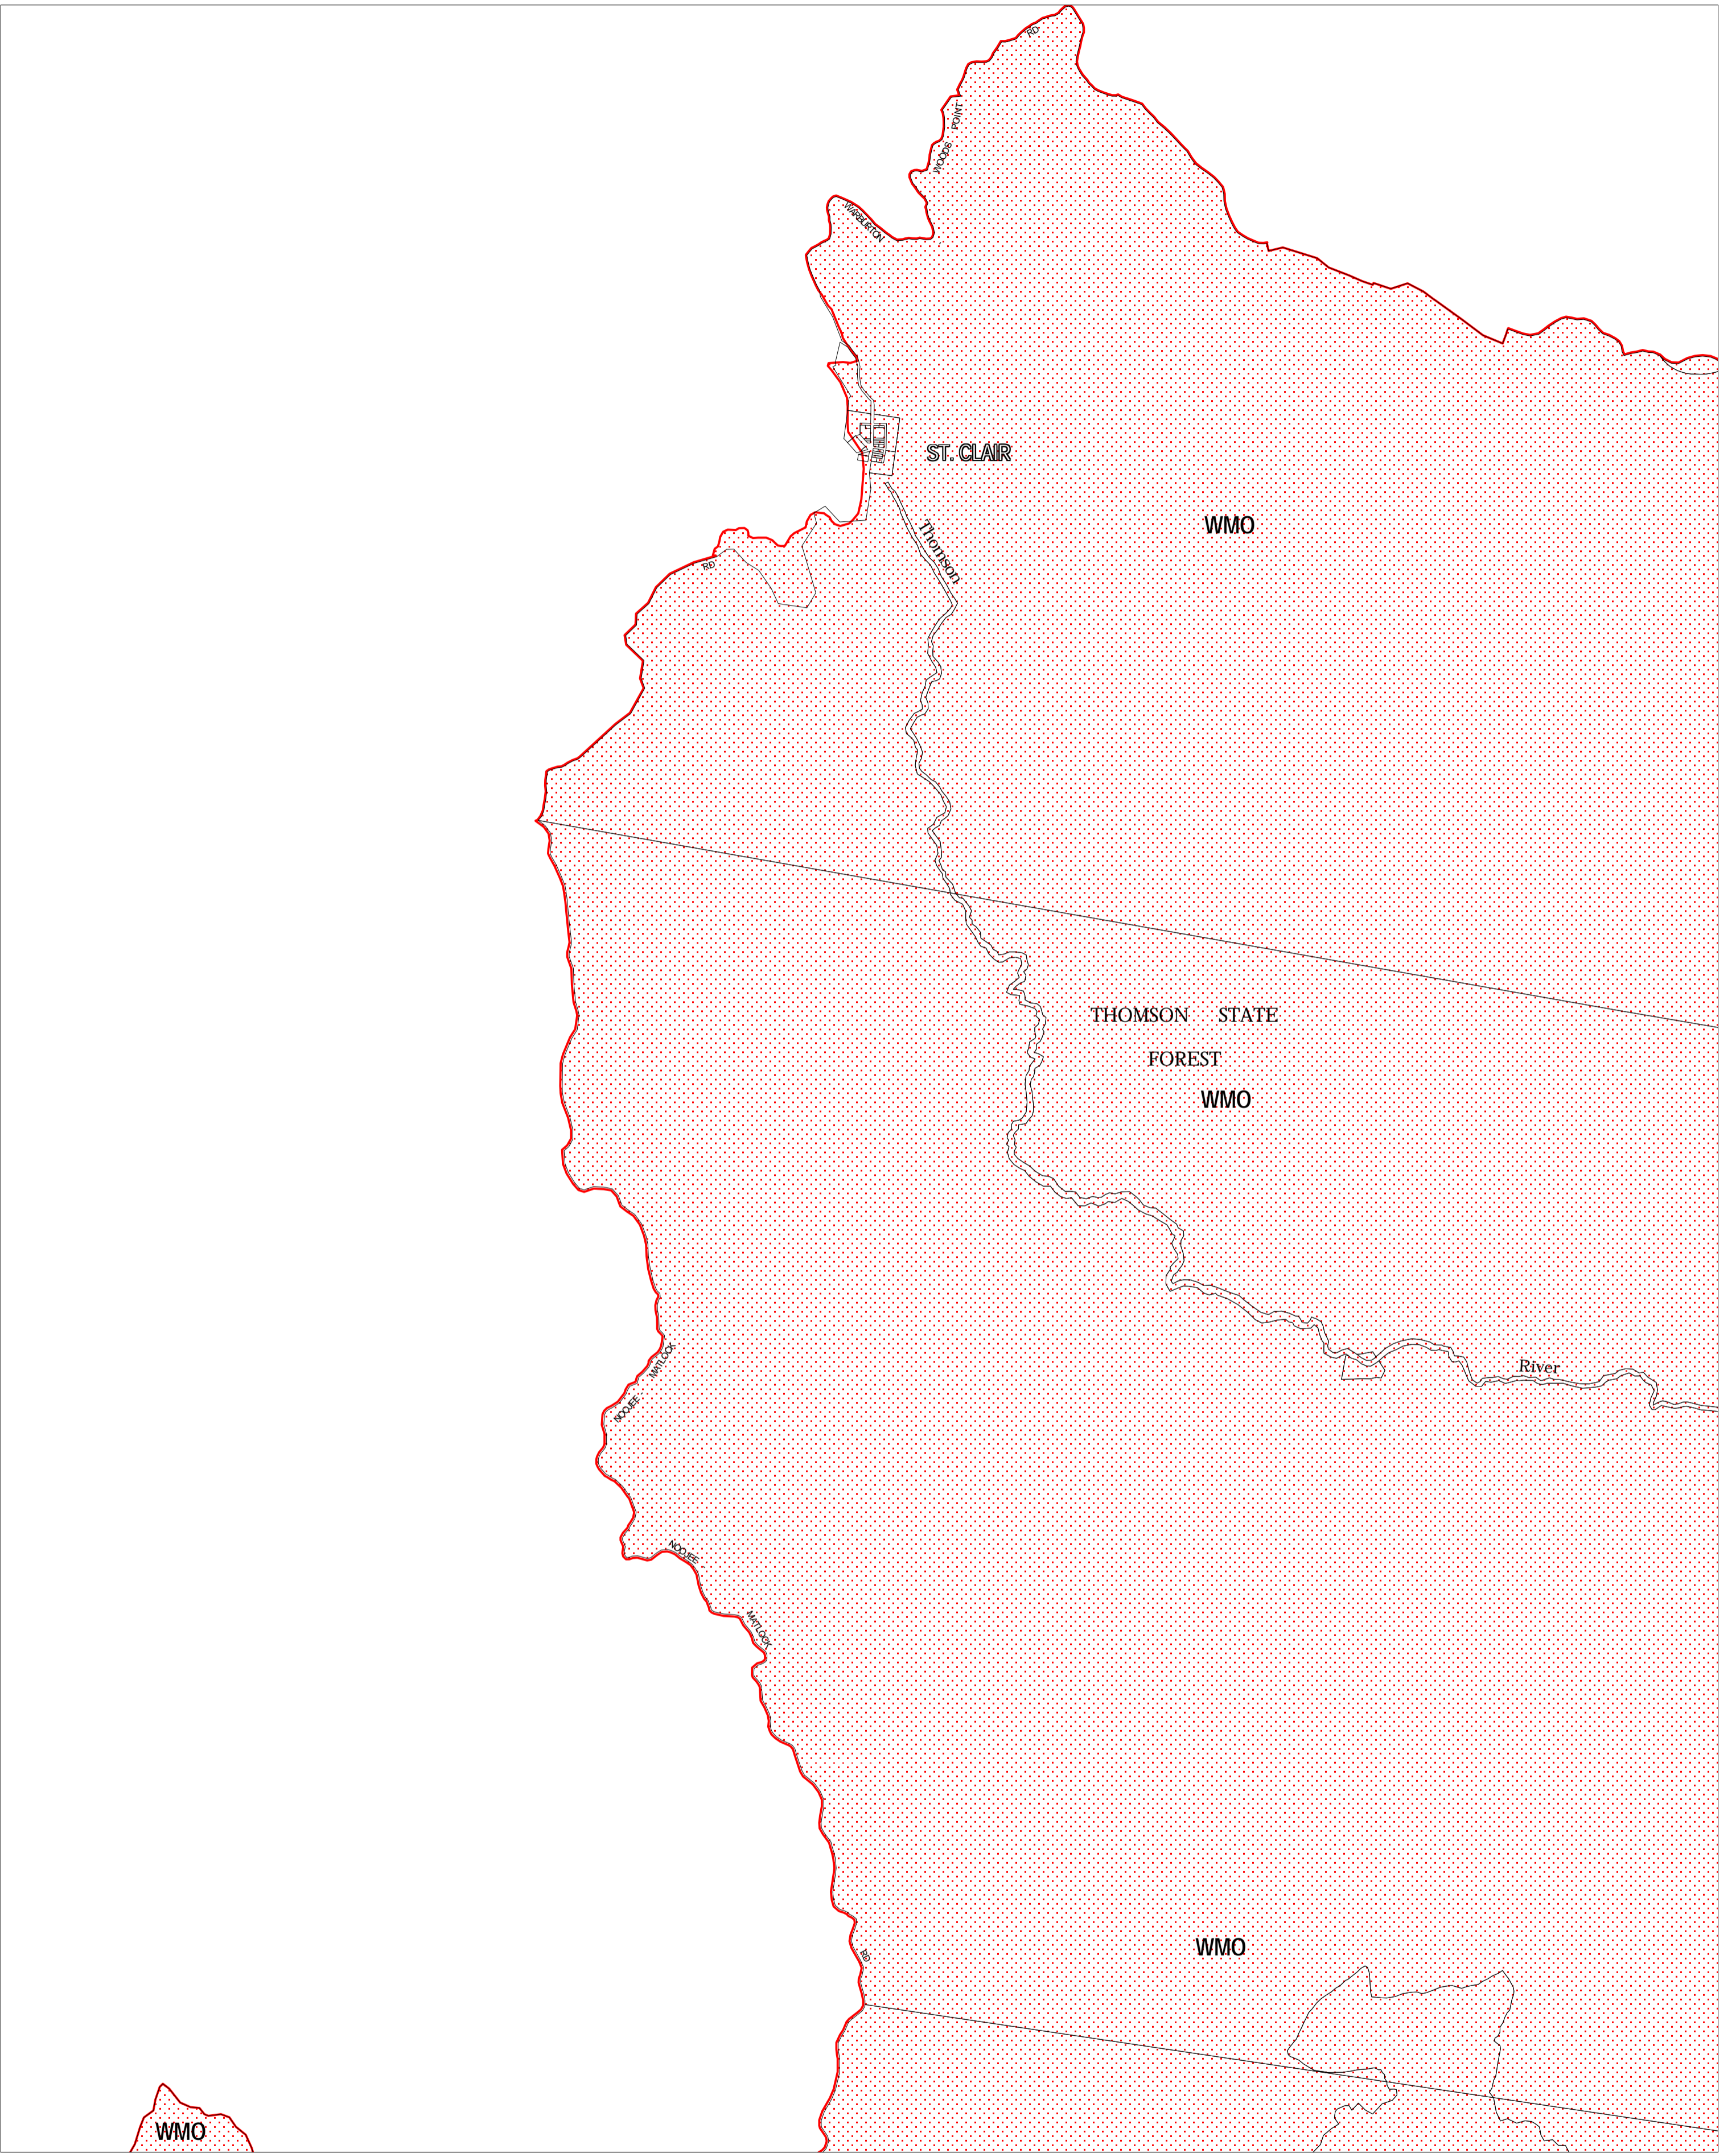 RD
WOODS POINT
WARBURTON
ST. CLAIR
WMO
Thomson
RD
THOMSON STATE
FOREST
WMO
River
MATLOCK
NOOJEE
NOOJEE
MATLOCK
WMO
RD
WMO